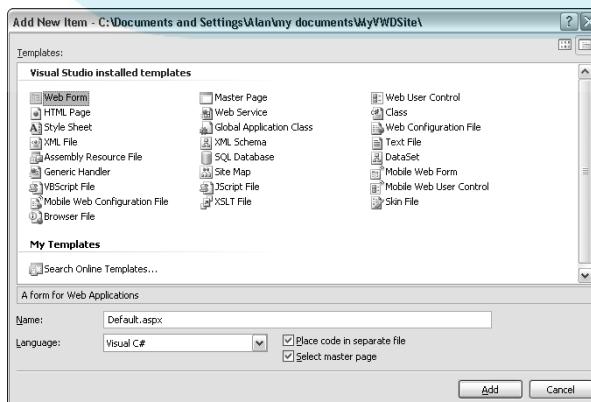 Add New Item - C:\Documents and Settings\Alan\my documents\MyVWDSite\
Templates:
Visual Studio installed templates
Web Form Master Page Web User Control
HTML Page Web Service Class
Style Sheet Global Application Class Web Configuration File
XML File XML Schema Text File
Assembly Resource File SQL Database DataSet
Generic Handler Site Map Mobile Web Form
VBScript File JScript File Mobile Web User Control
Mobile Web Configuration File XSLT File Skin File
Browser File
My Templates
Search Online Templates...
A form for Web Applications
Name: Default.aspx
Language: Visual C# Place code in separate file
Select master page
Add Cancel